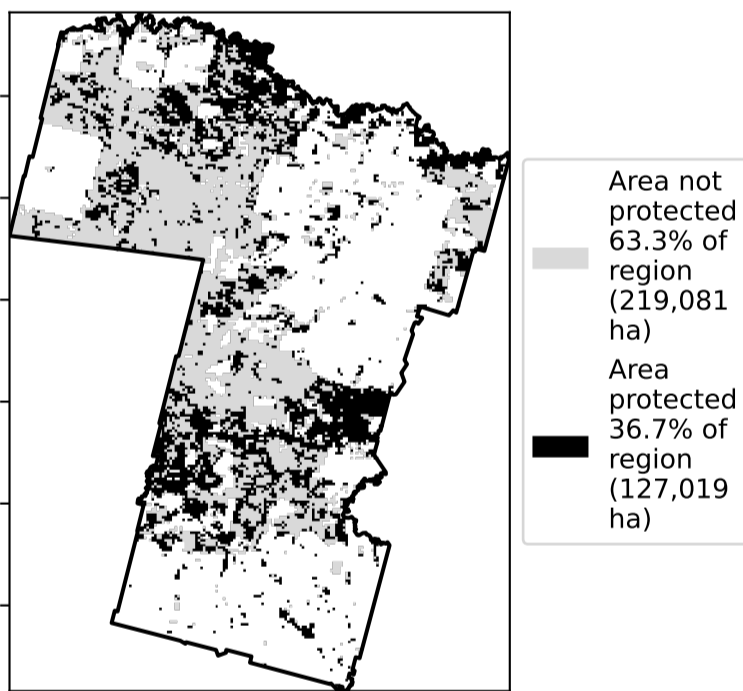 Area not
protected
63.3% of
region
(219,081
ha)
Area
protected
36.7% of
region
(127,019
ha)